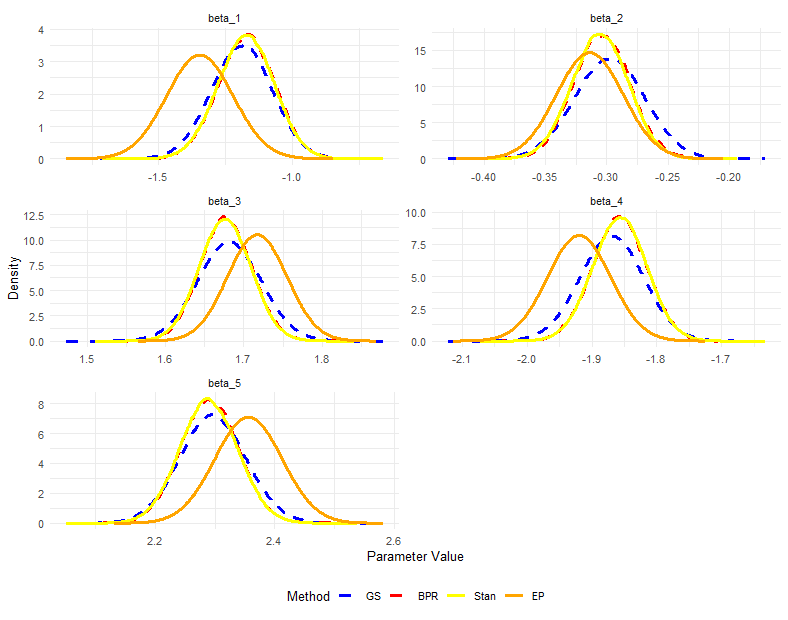 beta_1 beta_2
4
3
2
1
0
-1.5 -1.0
15
10
5
0
-0.40 -0.35 -0.30 -0.25 -0.20
beta_3 beta_4
12.5
10.0
7.5
5.0
2.5
0.0
1.5 1.6 1.7 1.8
10.0
7.5
5.0
2.5
0.0
-2.1 -2.0 -1.9 -1.8 -1.7
Density
beta_5
8
6
4
2
0
2.2 2.4 2.6
Parameter Value
Method GS BPR Stan EP